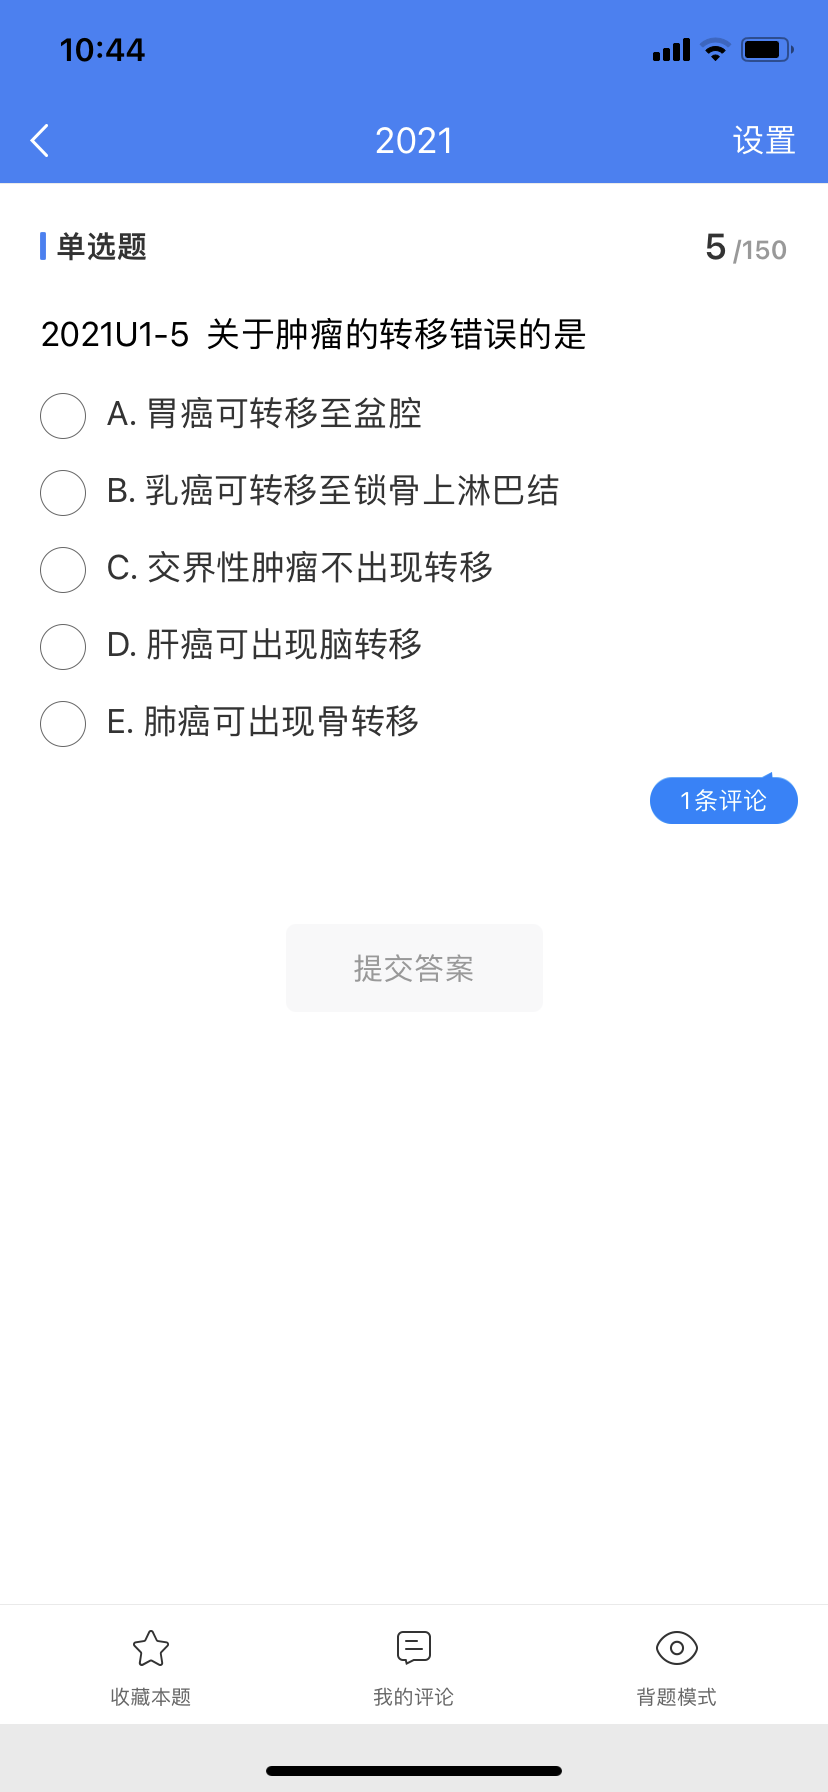 10:44
2021
设置
单选题
5 /150
2021U1-5 关于肿瘤的转移错误的是
A. 胃癌可转移至盆腔
B. 乳癌可转移至锁骨上淋巴结
C. 交界性肿瘤不出现转移
D. 肝癌可出现脑转移
E. 肺癌可出现骨转移
1条评论
提交答案
收藏本题
我的评论
背题模式